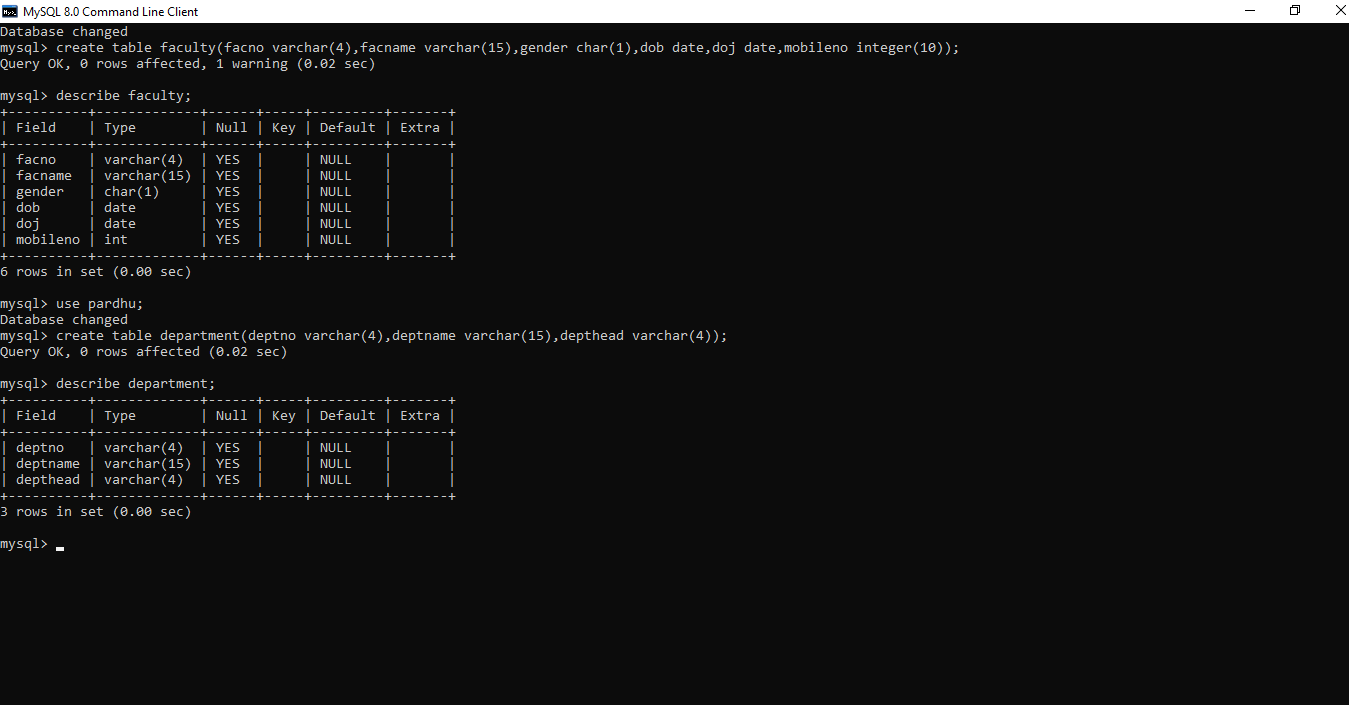 MySQL 8.0 Command Line Client
Database changed
mysql> create table faculty(facno varchar(4),facname varchar(15),gender char(1),dob date,doj date,mobileno integer(10));
Query OK, 0 rows affected, 1 warning (0.02 sec)

mysql> describe faculty;
+----------+-------------+------+-----+---------+-------+
| Field    | Type        | Null | Key | Default | Extra |
+----------+-------------+------+-----+---------+-------+
| facno    | varchar(4)  | YES  |     | NULL    |       |
| facname  | varchar(15) | YES  |     | NULL    |       |
| gender   | char(1)     | YES  |     | NULL    |       |
| dob      | date        | YES  |     | NULL    |       |
| doj      | date        | YES  |     | NULL    |       |
| mobileno | int         | YES  |     | NULL    |       |
+----------+-------------+------+-----+---------+-------+
6 rows in set (0.00 sec)

mysql> use pardhu;
Database changed
mysql> create table department(deptno varchar(4),deptname varchar(15),depthead varchar(4));
Query OK, 0 rows affected (0.02 sec)

mysql> describe department;
+----------+-------------+------+-----+---------+-------+
| Field    | Type        | Null | Key | Default | Extra |
+----------+-------------+------+-----+---------+-------+
| deptno   | varchar(4)  | YES  |     | NULL    |       |
| deptname | varchar(15) | YES  |     | NULL    |       |
| depthead | varchar(4)  | YES  |     | NULL    |       |
+----------+-------------+------+-----+---------+-------+
3 rows in set (0.00 sec)

mysql>